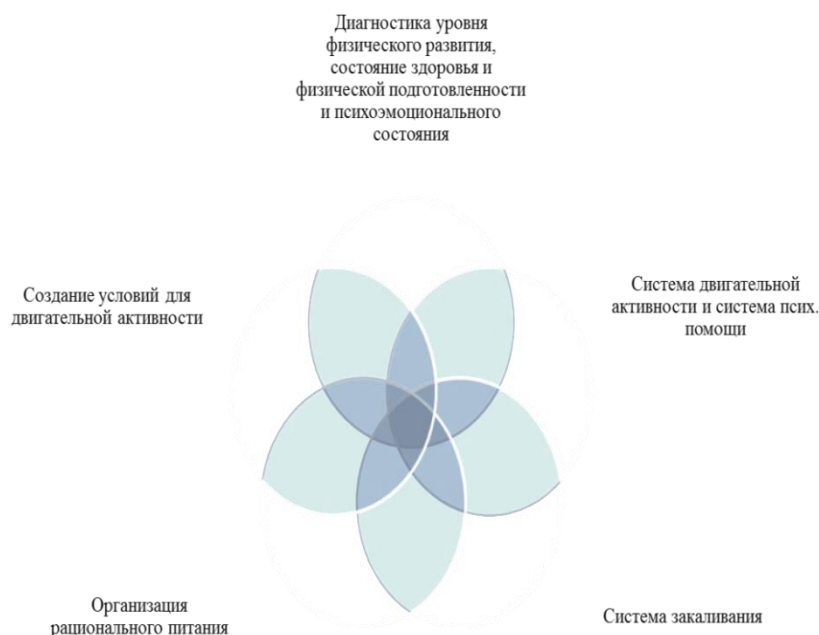 Диагностика уровня
физического развития,
состояние здоровья и
физической подготовленности
и психоэмоционального
состояния
Создание условий для
двигательной активности
Система двигательной
активности и система псих.
помощи
Организация
рационального питания
Система закаливания